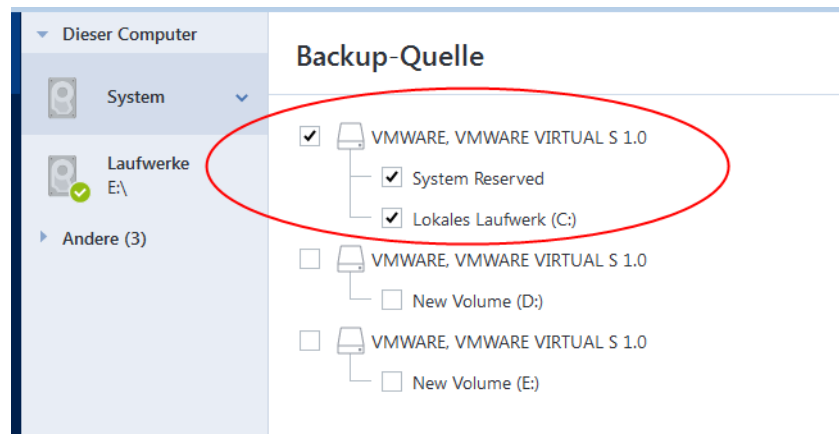 Dieser Computer
System
Laufwerke
E:\
Andere (3)
Backup-Quelle
VMWARE, VMWARE VIRTUAL S 1.0
System Reserved
Lokales Laufwerk (C:)
VMWARE, VMWARE VIRTUAL S 1.0
New Volume (D:)
VMWARE, VMWARE VIRTUAL S 1.0
New Volume (E:)